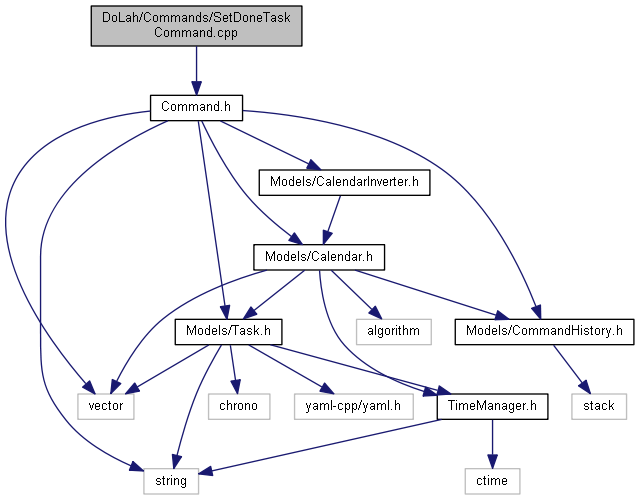 DoLah/Commands/SetDoneTask
Command.cpp
Command.h
Models/CalendarInverter.h
Models/Calendar.h
Models/Task.h
algorithm
Models/CommandHistory.h
vector
chrono
yaml-cpp/yaml.h
TimeManager.h
stack
string
ctime